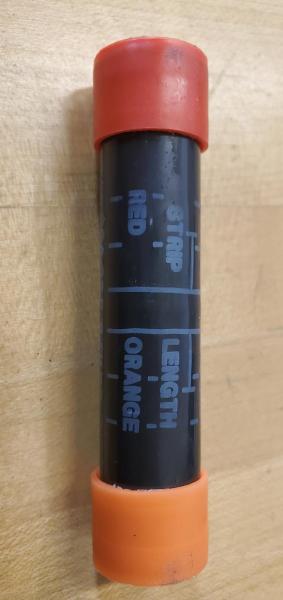 STRIP
RED
LENGTH
ORANGE